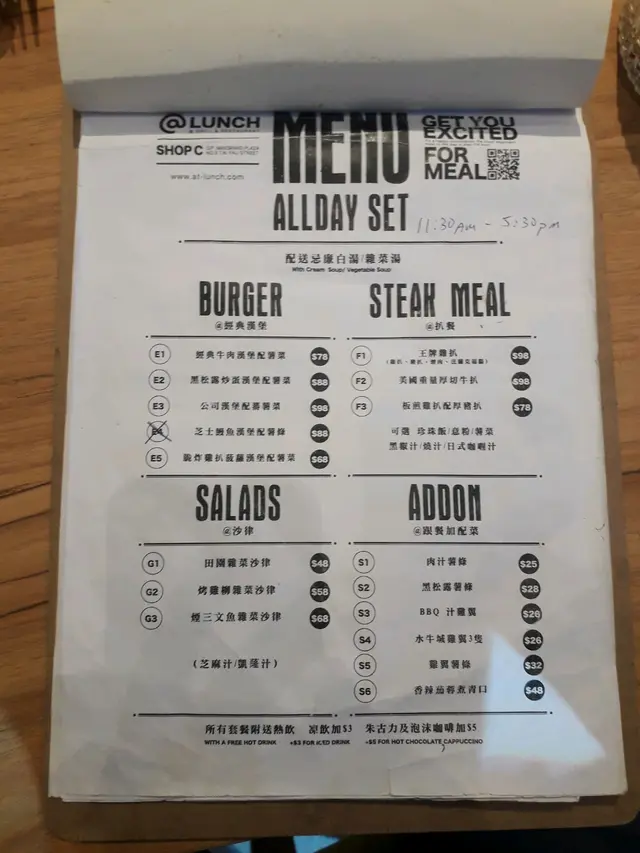 @LUNCH
SHOP C
www.at-lunch.com
MENU
GET YOU
EXCITED
FOR
MEAL
ALLDAY SET 11:30am - 5:30pm
配送忌廉白湯/雜菜湯
With Cream Soup/ Vegetable Soup
BURGER
@經典漢堡
E1 經典牛肉漢堡配薯菜 $78
E2 黑松露炒蛋漢堡配薯菜 $88
E3 公司漢堡配薯菜 $98
E4 芝士鱈魚漢堡配薯條 $88
E5 脆炸雞扒菠蘿漢堡配薯菜 $68
STEAK MEAL
@扒餐
F1 王牌雜扒 $98
F2 美國重量厚切牛扒 $98
F3 板煎雞扒配厚豬扒 $78
可選 珍珠飯/意粉/薯菜
黑椒汁/燒汁/日式咖喱汁
SALADS
@沙律
G1 田園雜菜沙律 $48
G2 烤雞柳雜菜沙律 $58
G3 煙三文魚雜菜沙律 $68
(芝麻汁/凱薩汁)
ADDON
@跟餐加配菜
S1 肉汁薯條 $25
S2 黑松露薯條 $28
S3 BBQ 汁雞翼 $26
S4 水牛城雞翼3隻 $26
S5 雞翼薯條 $32
S6 香辣茄蓉煮青口 $48
所有套餐附送熱飲 凍飲加$3 朱古力及泡沫咖啡加$5
WITH A FREE HOT DRINK +$3 FOR ICED DRINK +$5 FOR HOT CHOCOLATE, CAPPUCCINO